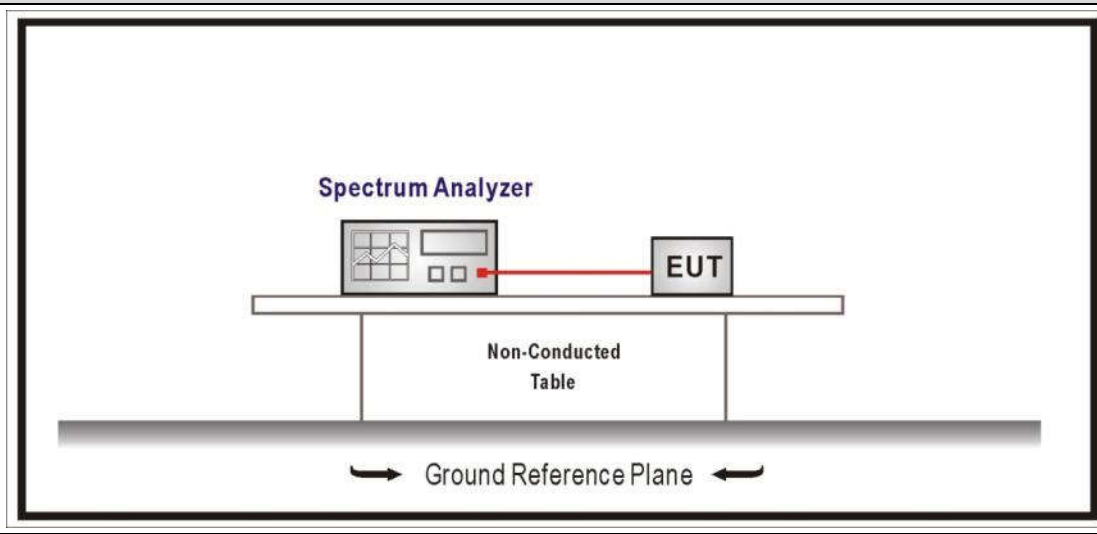 Spectrum Analyzer
EUT
Non-Conducted
Table
Ground Reference Plane